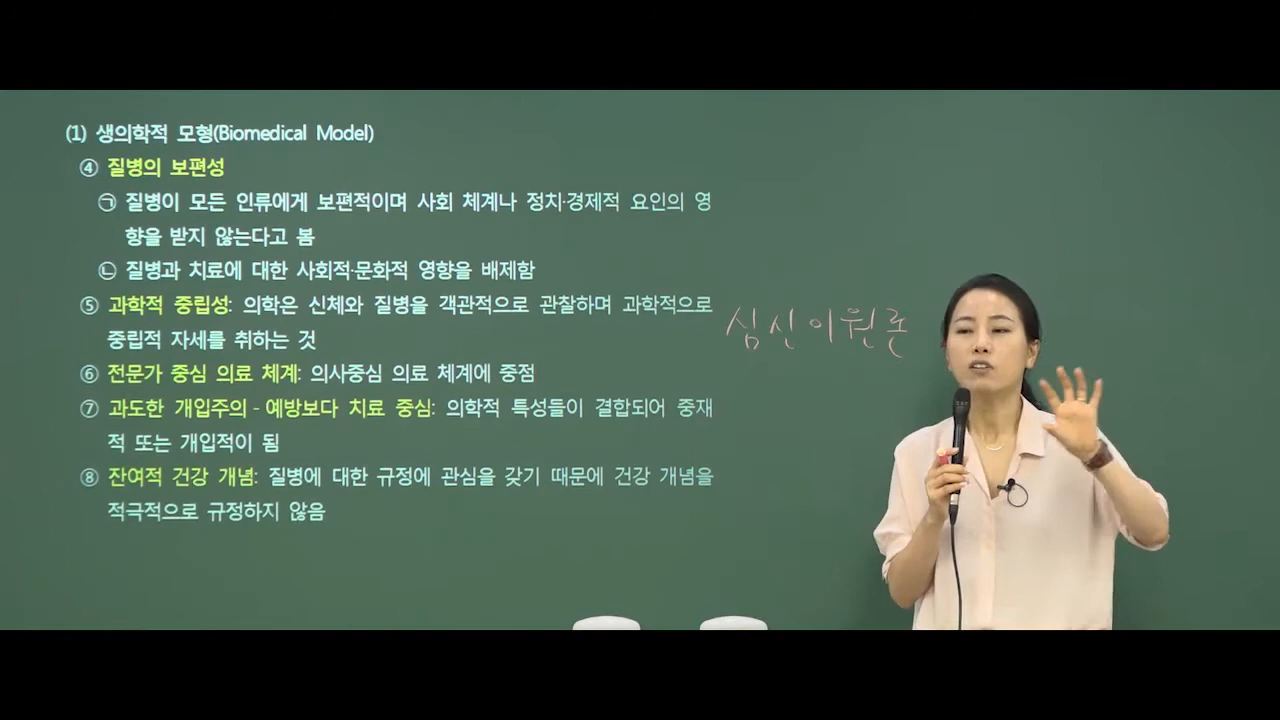 (1) 생의학적 모형(Biomedical Model)
④ 질병의 보편성
㉠ 질병이 모든 인류에게 보편적이며 사회 체계나 정치·경제적 요인의 영
향을 받지 않는다고 봄
㉡ 질병과 치료에 대한 사회적·문화적 영향을 배제함
⑤ 과학적 중립성: 의학은 신체와 질병을 객관적으로 관찰하며 과학적으로
중립적 자세를 취하는 것
심신이원론
⑥ 전문가 중심 의료 체계: 의사중심 의료 체계에 중점
⑦ 과도한 개입주의 - 예방보다 치료 중심: 의학적 특성들이 결합되어 중재
적 또는 개입적이 됨
⑧ 잔여적 건강 개념: 질병에 대한 규정에 관심을 갖기 때문에 건강 개념을
적극적으로 규정하지 않음